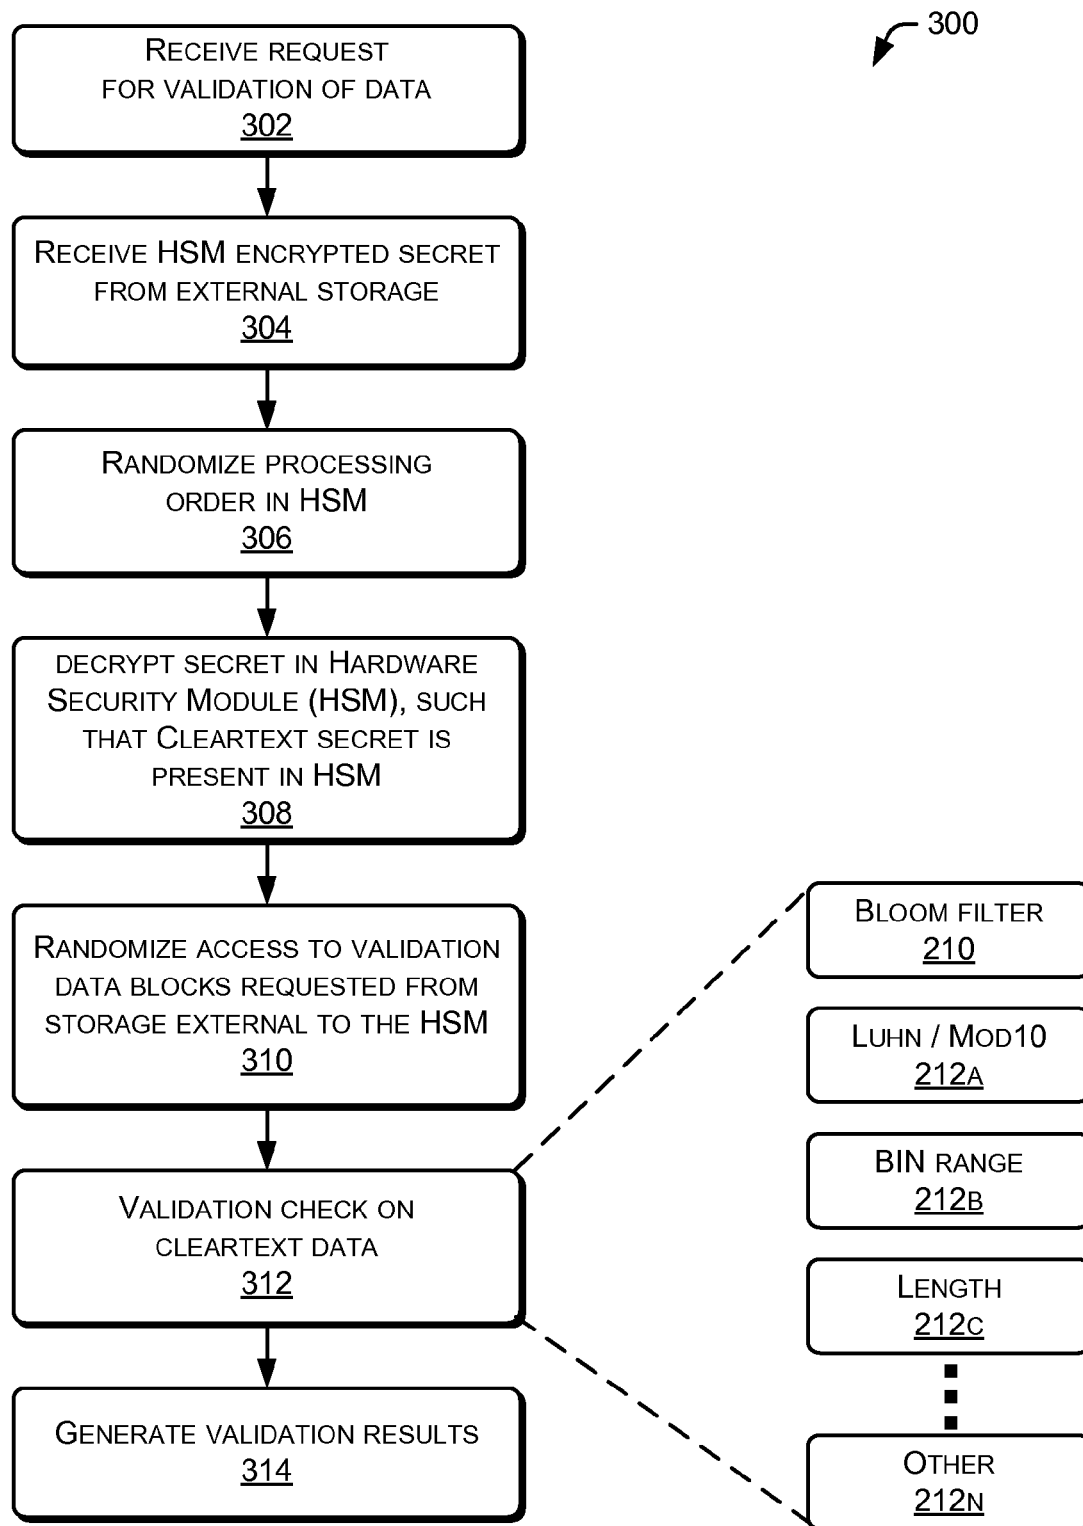 300
Receive request
for validation of data
302
Receive HSM encrypted secret
from external storage
304
Randomize processing
order in HSM
306
decrypt secret in Hardware
Security Module (HSM), such
that Cleartext secret is
present in HSM
308
Randomize access to validation
data blocks requested from
storage external to the HSM
310
Validation check on
cleartext data
312
Generate validation results
314
Bloom filter
210
Luhn / Mod10
212A
BIN range
212B
Length
212C
Other
212N